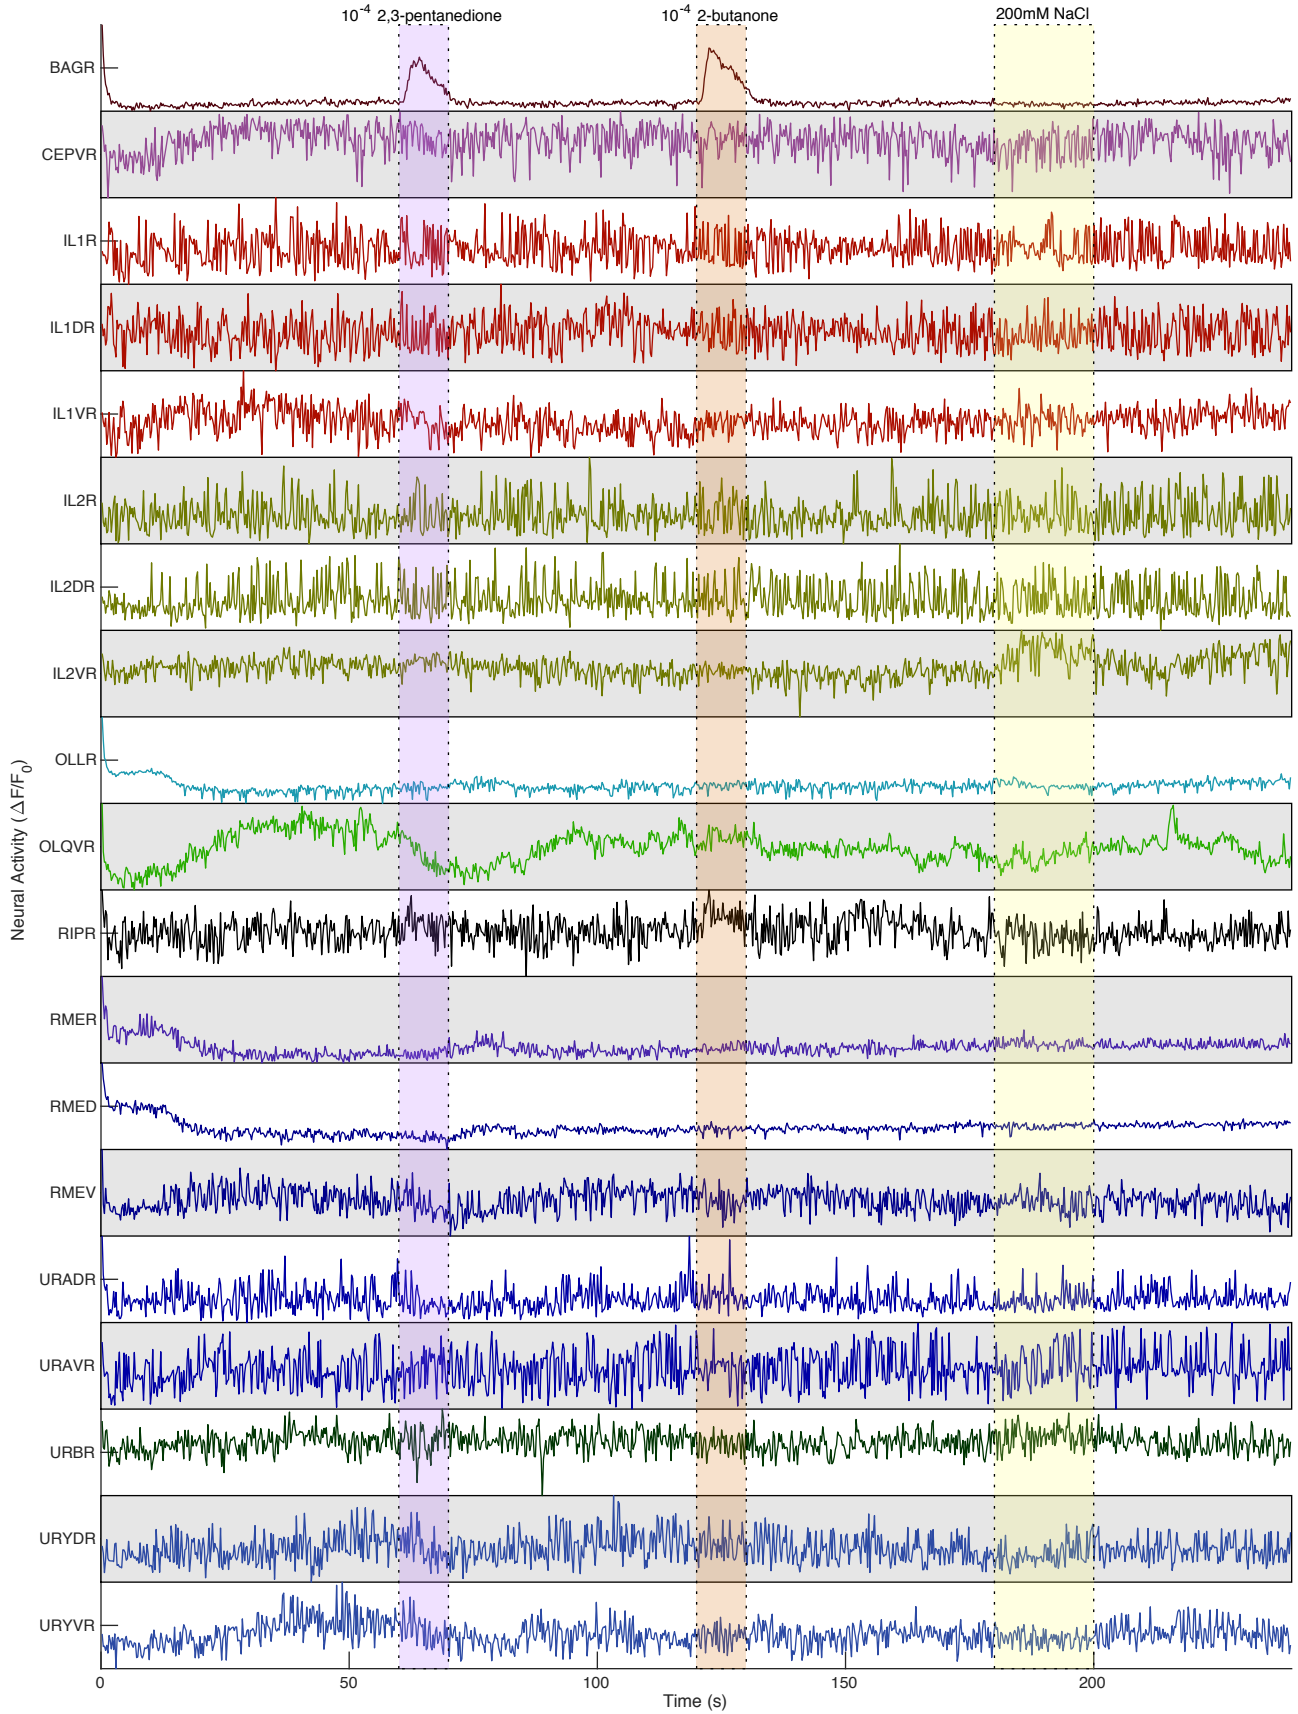 10⁻⁴ 2,3-pentanedione 10⁻⁴ 2-butanone 200mM NaCl
BAGR
CEPVR
IL1R
IL1DR
IL1VR
IL2R
IL2DR
IL2VR
OLLR
OLQVR
RIPR
RMER
RMED
RMEV
URADR
URAVR
URBR
URYDR
URYVR
Neural Activity (ΔF/F₀)
0 50 100 150 200
Time (s)